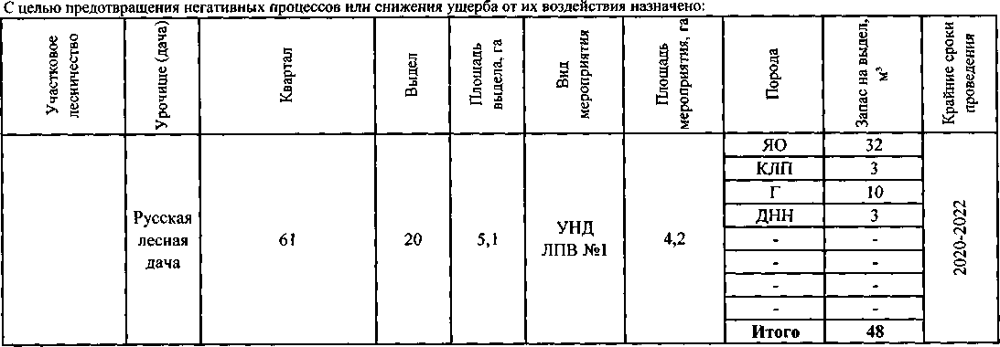 С целью предотвращения негативных процессов или снижения ущерба от их воздействия назначено:
Участковое лесничество
Урочище (дача)
Квартал
Выдел
Площадь выдела, га
Вид мероприятия
Площадь мероприятия, га
Порода
Запас на выдел, м³
Крайние сроки проведения
Русская лесная дача
61
20
5,1
УНД ЛПВ №1
4,2
ЯО 32
КЛП 3
Г 10
ДНН 3
- -
- -
- -
- -
Итого 48
2020-2022